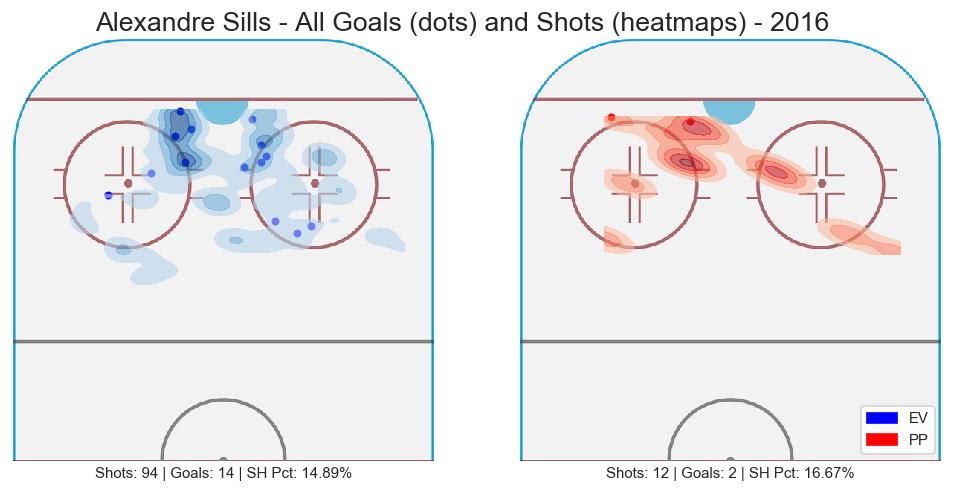 Alexandre Sills - All Goals (dots) and Shots (heatmaps) - 2016
EV
PP
Shots: 94 | Goals: 14 | SH Pct: 14.89%
Shots: 12 | Goals: 2 | SH Pct: 16.67%